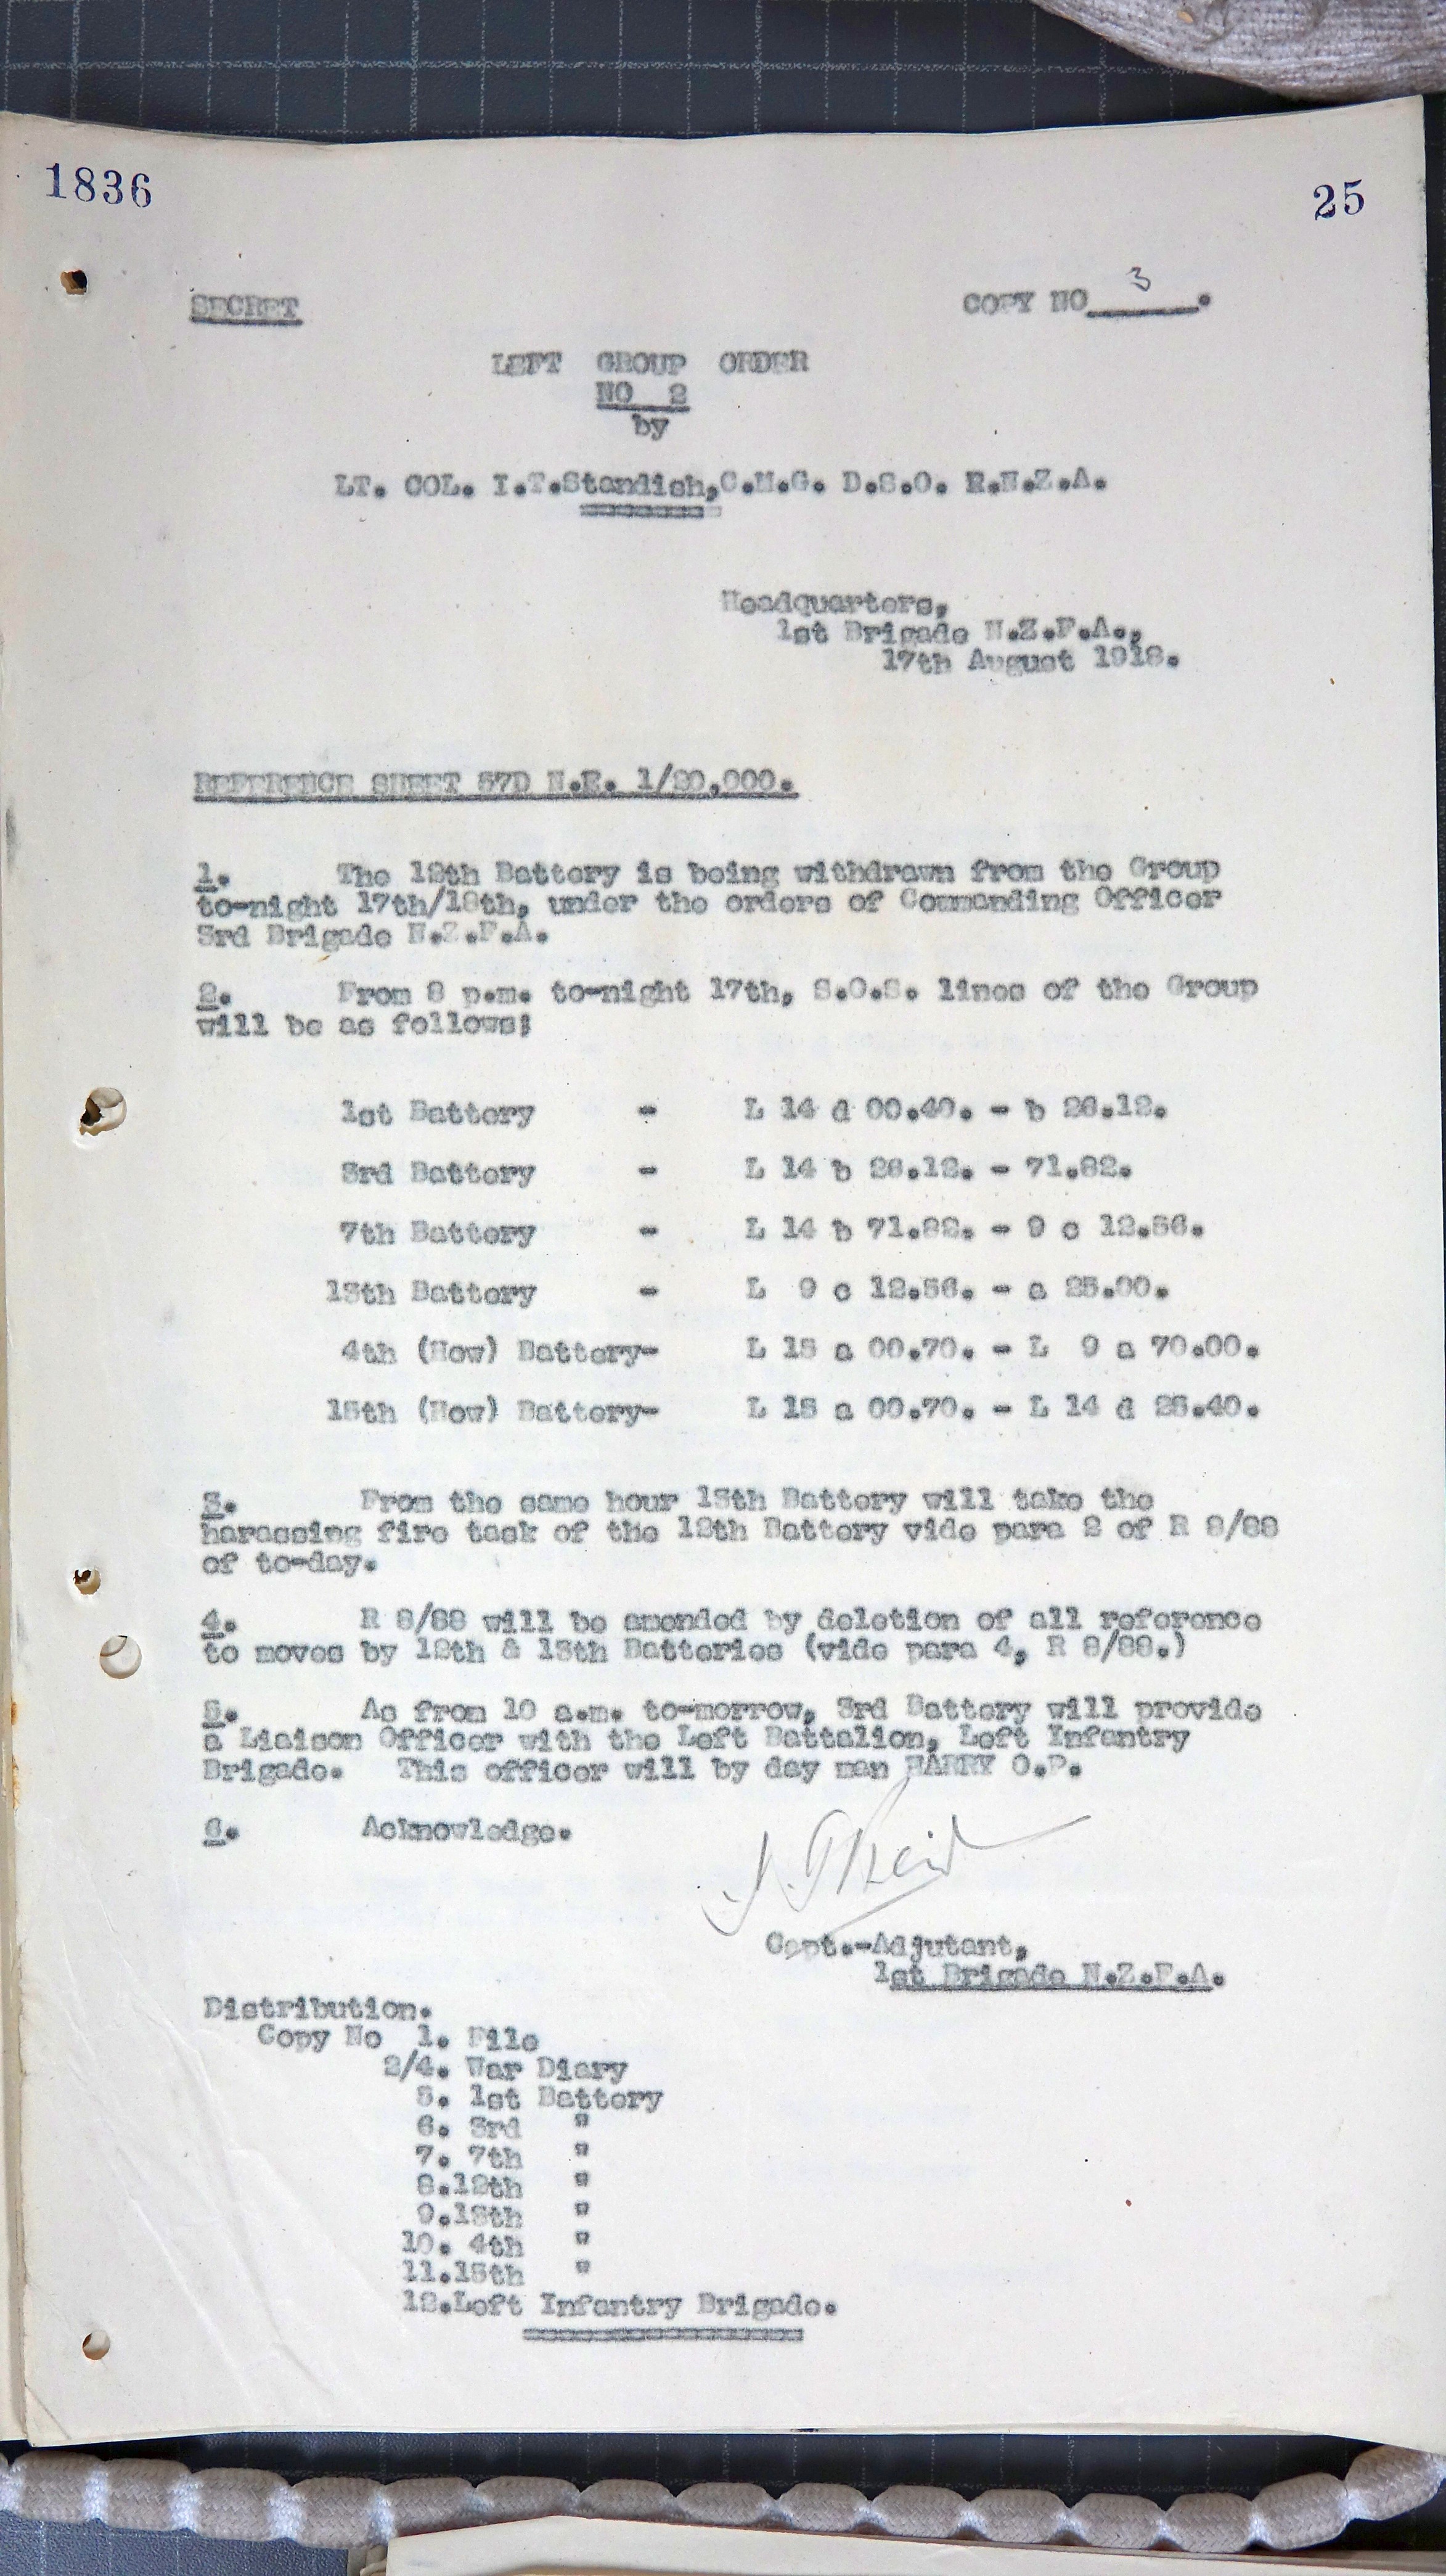 1836
25
SECRET
COPY NO 3.
LEFT GROUP ORDER
NO 2
by
LT. COL. I.T.Standish,C.M.G. D.S.O. R.N.Z.A.
Headquarters,
1st Brigade N.Z.F.A.,
17th August 1918.
REFERENCE SHEET 57D N.E. 1/20,000.
1. The 12th Battery is being withdrawn from the Group
to-night 17th/18th, under the orders of Commanding Officer
3rd Brigade N.Z.F.A.
2. From 8 p.m. to-night 17th, S.O.S. lines of the Group
will be as follows;
1st Battery - L 14 d 00.40. - b 26.12.
3rd Battery - L 14 b 26.12. - 71.82.
7th Battery - L 14 b 71.82. - 9 c 12.56.
13th Battery - L 9 c 12.56. - a 25.00.
4th (How) Battery- L 15 a 00.70. - L 9 a 70.00.
15th (How) Battery- L 15 a 00.70. - L 14 d 26.40.
3. From the same hour 13th Battery will take the
harassing fire task of the 12th Battery vide para 2 of R 8/88
of to-day.
4. R 8/88 will be amended by deletion of all reference
to moves by 12th & 13th Batteries (vide para 4, R 8/88.)
5. As from 10 a.m. to-morrow, 3rd Battery will provide
a Liaison Officer with the Left Battalion, Left Infantry
Brigade. This officer will by day man HARRY O.P.
6. Acknowledge.
Capt.-Adjutant,
1st Brigade N.Z.F.A.
Distribution.
Copy No 1. File
2/4. War Diary
5. 1st Battery
6. 3rd "
7. 7th "
8.12th "
9.13th "
10. 4th "
11.15th "
12.Left Infantry Brigade.